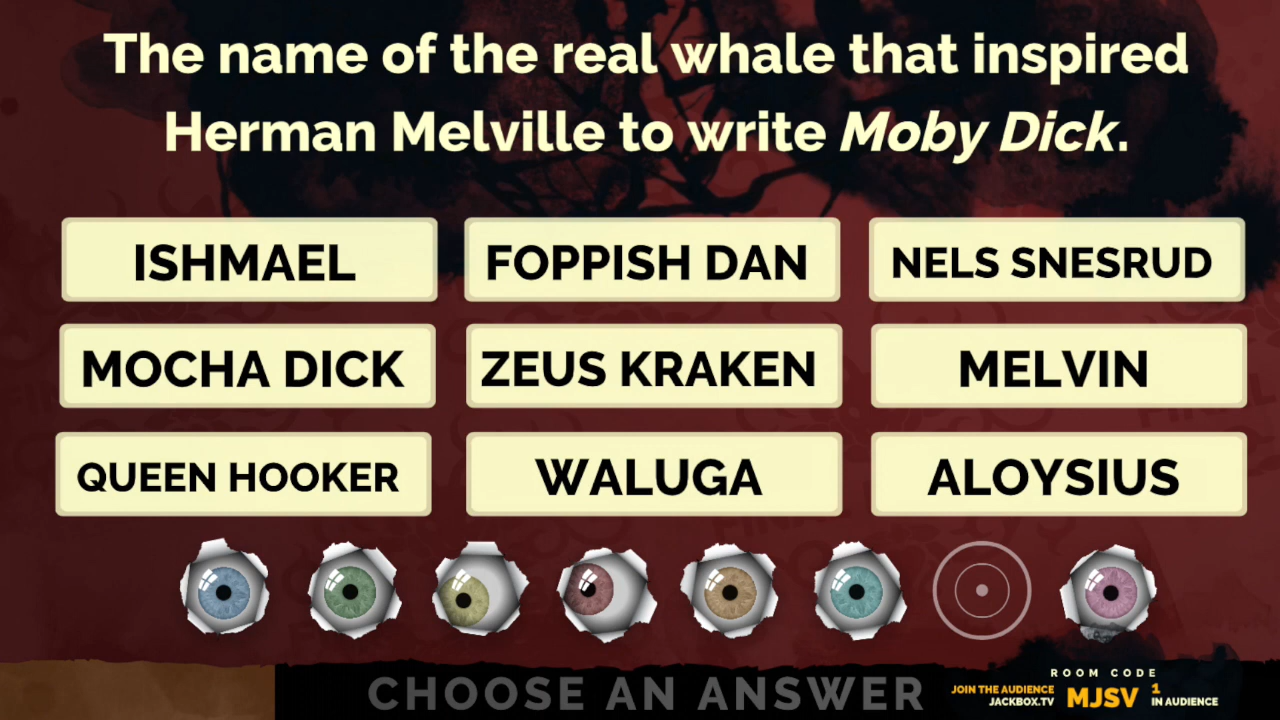 The name of the real whale that inspired
Herman Melville to write Moby Dick.
ISHMAEL
FOPPISH DAN
NELS SNESRUD
MOCHA DICK
ZEUS KRAKEN
MELVIN
QUEEN HOOKER
WALUGA
ALOYSIUS
CHOOSE AN ANSWER
ROOM CODE
JOIN THE AUDIENCE
JACKBOX.TV
MJSV
1
IN AUDIENCE